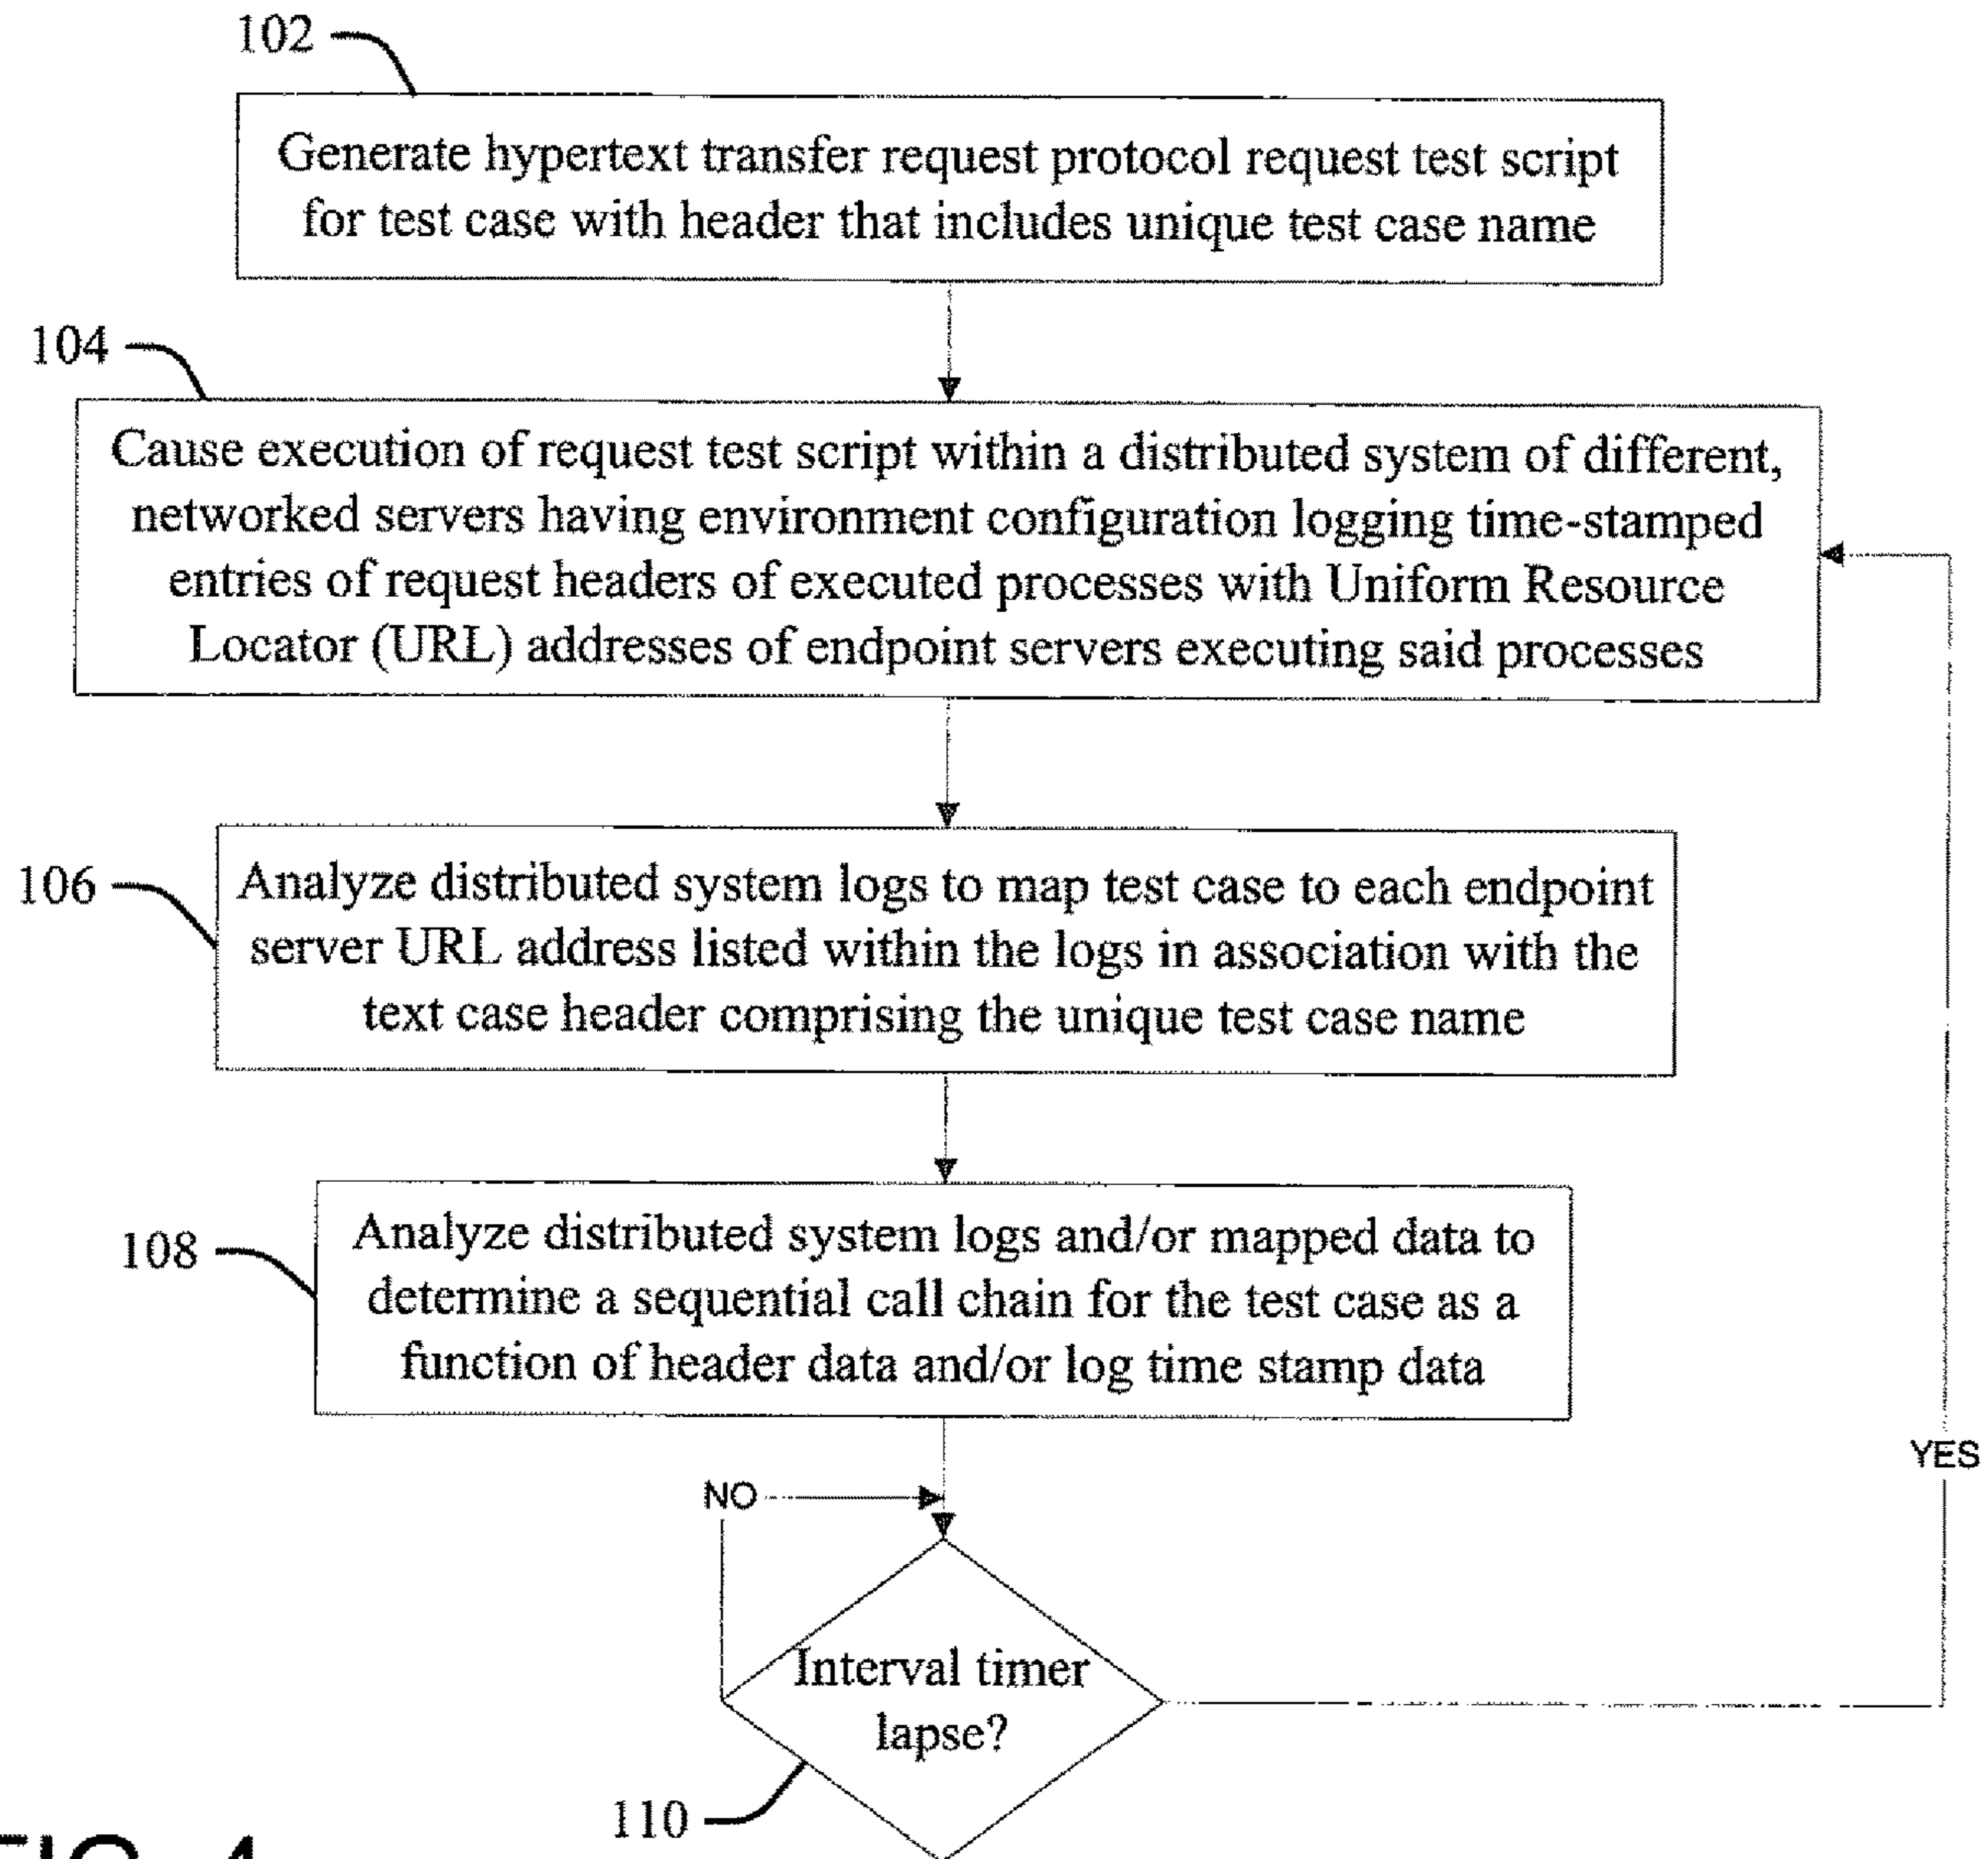 102
Generate hypertext transfer request protocol request test script
for test case with header that includes unique test case name
104
Cause execution of request test script within a distributed system of different,
networked servers having environment configuration logging time-stamped
entries of request headers of executed processes with Uniform Resource
Locator (URL) addresses of endpoint servers executing said processes
106
Analyze distributed system logs to map test case to each endpoint
server URL address listed within the logs in association with the
text case header comprising the unique test case name
108
Analyze distributed system logs and/or mapped data to
determine a sequential call chain for the test case as a
function of header data and/or log time stamp data
YES
NO
Interval timer
lapse?
110